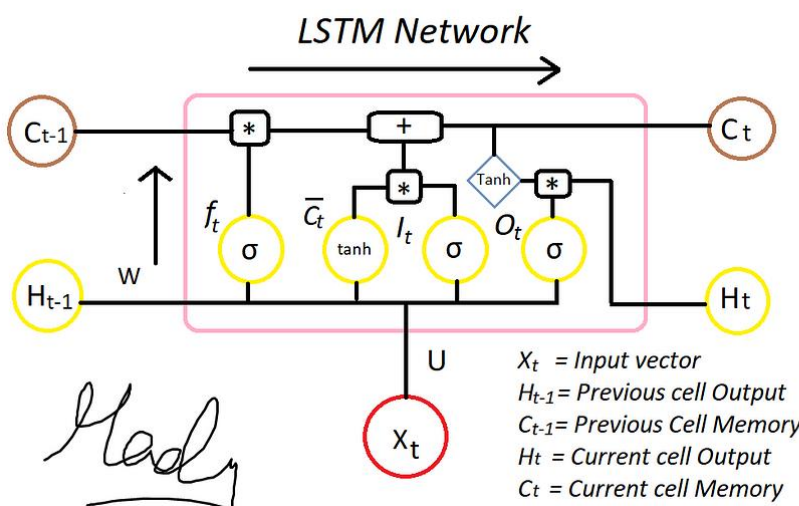 LSTM Network
Ct-1 * + Ct
Tanh
* *
ft C̅t It Ot
σ tanh σ σ
W
Ht-1 Ht
U
Xt
Xt = Input vector
Ht-1= Previous cell Output
Ct-1= Previous Cell Memory
Ht = Current cell Output
Ct = Current cell Memory
Mady